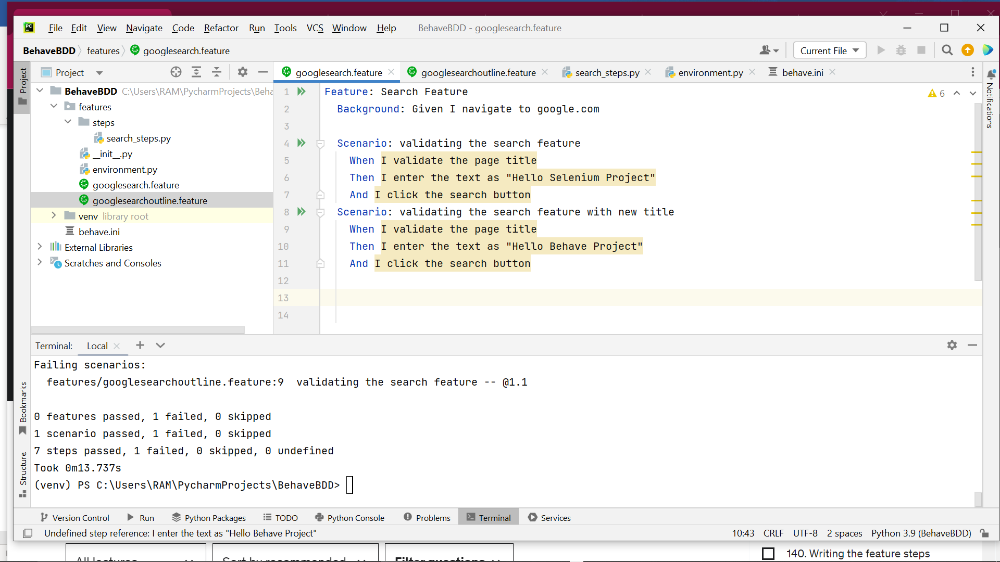 File Edit View Navigate Code Refactor Run Tools VCS Window Help BehaveBDD - googlesearch.feature
BehaveBDD features googlesearch.feature Current File
Project googlesearch.feature googlesearchoutline.feature search_steps.py environment.py behave.ini
Project
Notifications
BehaveBDD C:\Users\RAM\PycharmProjects\Beha
features
steps
search_steps.py
__init__.py
environment.py
googlesearch.feature
googlesearchoutline.feature
venv library root
behave.ini
External Libraries
Scratches and Consoles
6
1 Feature: Search Feature
2 Background: Given I navigate to google.com
3
4 Scenario: validating the search feature
5 When I validate the page title
6 Then I enter the text as "Hello Selenium Project"
7 And I click the search button
8 Scenario: validating the search feature with new title
9 When I validate the page title
10 Then I enter the text as "Hello Behave Project"
11 And I click the search button
12
13
14
Terminal: Local
Failing scenarios:
features/googlesearchoutline.feature:9 validating the search feature -- @1.1
0 features passed, 1 failed, 0 skipped
1 scenario passed, 1 failed, 0 skipped
7 steps passed, 1 failed, 0 skipped, 0 undefined
Took 0m13.737s
(venv) PS C:\Users\RAM\PycharmProjects\BehaveBDD>
Bookmarks
Structure
Version Control Run Python Packages TODO Python Console Problems Terminal Services
Undefined step reference: I enter the text as "Hello Behave Project" 10:43 CRLF UTF-8 2 spaces Python 3.9 (BehaveBDD)
All lectures Sort by recommended Filter questions 140. Writing the feature steps